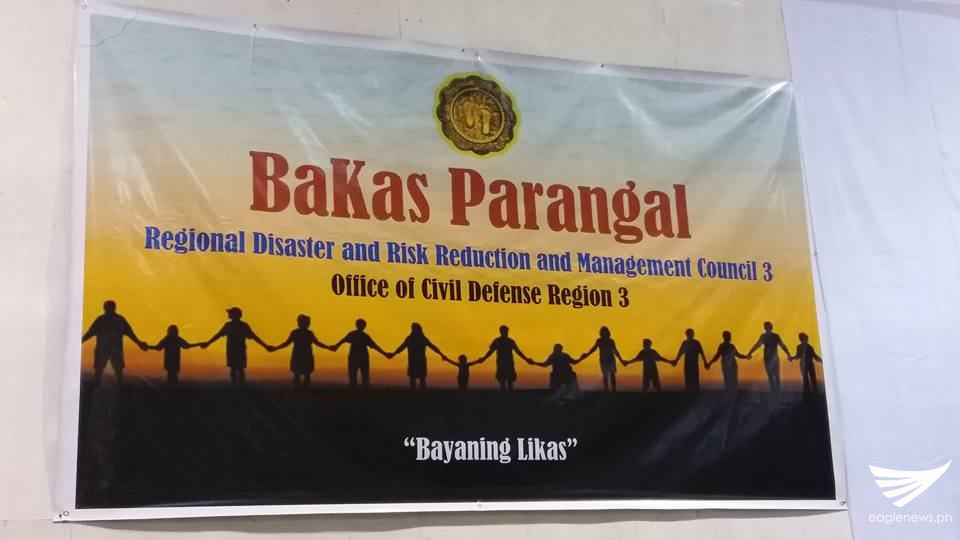 BaKas Parangal
Regional Disaster and Risk Reduction and Management Council 3
Office of Civil Defense Region 3
“Bayaning Likas”
eaglenews.ph